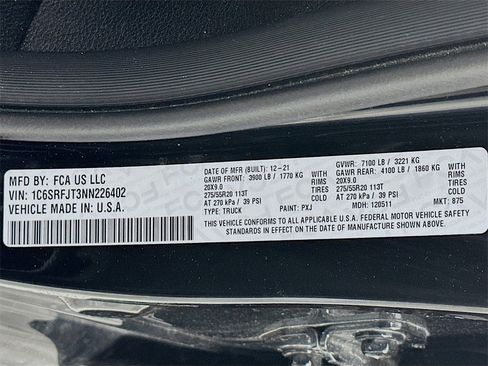 MFD BY: FCA US LLC
VIN: 1C6SRFJT3NN226402
VEHICLE MADE IN: U.S.A.
DATE OF MFR (BUILT): 12-21 GVWR: 7100 LB / 3221 KG
GAWR FRONT: 3900 LB / 1770 KG WITH GAWR REAR: 4100 LB / 1860 KG WITH
20X9.0 RIMS 20X9.0 RIMS
275/55R20 113T TIRES 275/55R20 113T TIRES
AT 270 kPa / 39 PSI COLD AT 270 kPa / 39 PSI COLD
TYPE: TRUCK PAINT: PXJ MDH: 120511 MKT: 875
THIS VEHICLE CONFORMS TO ALL APPLICABLE U.S.A. FEDERAL MOTOR VEHICLE SAFETY
STANDARDS IN EFFECT ON THE DATE OF MANUFACTURE SHOWN ABOVE